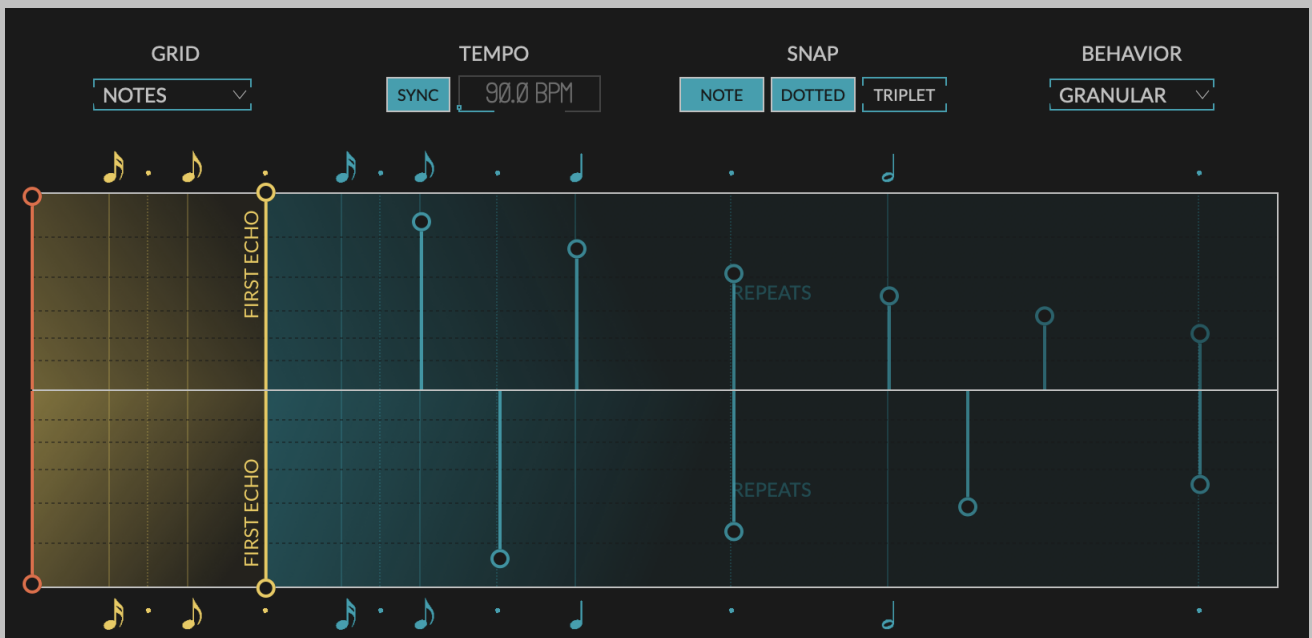 GRID
TEMPO
SNAP
BEHAVIOR
NOTES
SYNC
90.0 BPM
NOTE
DOTTED
TRIPLET
GRANULAR
FIRST ECHO
REPEATS
FIRST ECHO
REPEATS